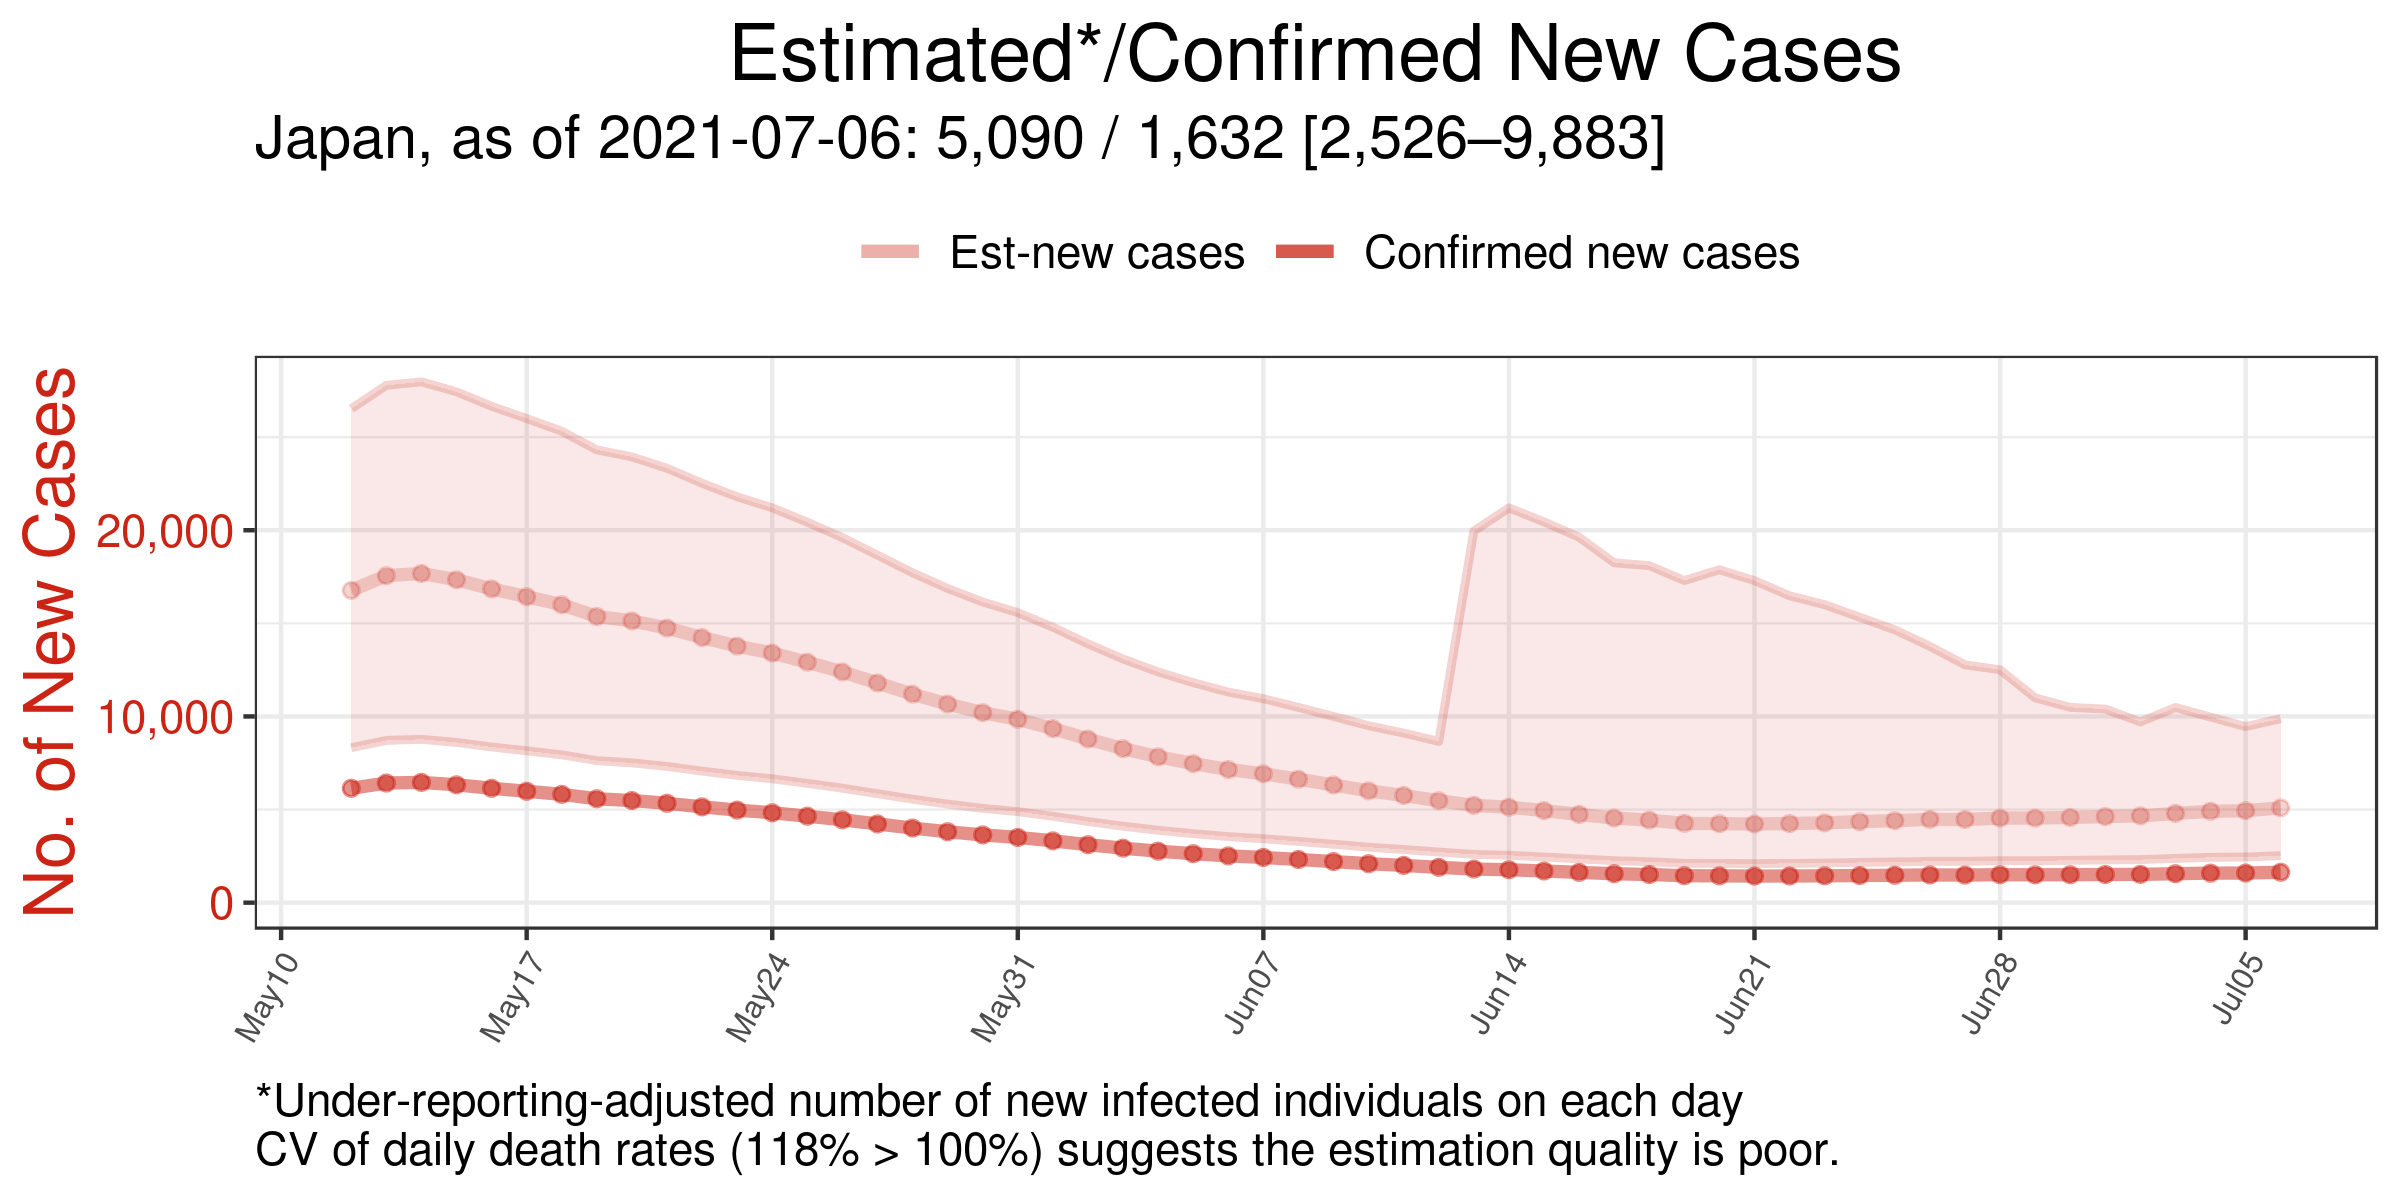 Estimated*/Confirmed New Cases
Japan, as of 2021-07-06: 5,090 / 1,632 [2,526–9,883]
Est-new cases Confirmed new cases
No. of New Cases
20,000
10,000
0
May10 May17 May24 May31 Jun07 Jun14 Jun21 Jun28 Jul05
*Under-reporting-adjusted number of new infected individuals on each day
CV of daily death rates (118% > 100%) suggests the estimation quality is poor.